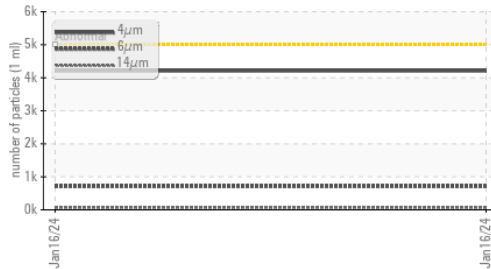 6k
5k
4k
3k
2k
1k
0k
number of particles (1 ml)
Abnormal
4µm
6µm
14µm
Jan16/24
Jan16/24